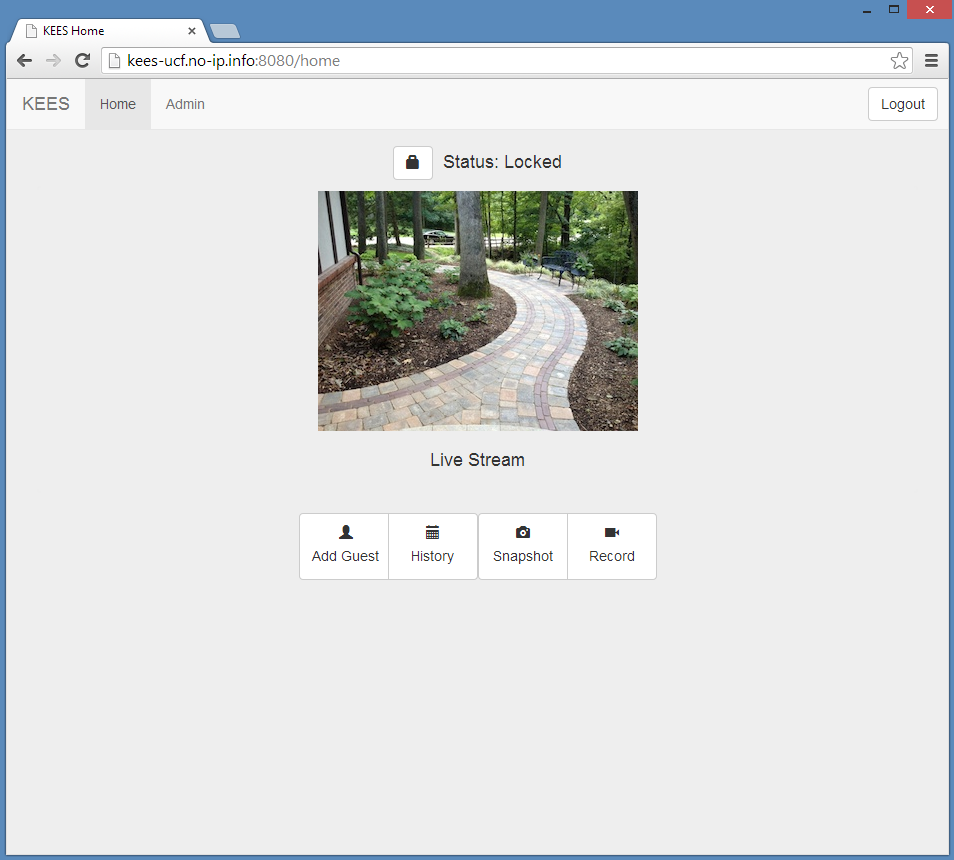 KEES Home
kees-ucf.no-ip.info:8080/home
KEES Home Admin Logout
Status: Locked
Live Stream
Add Guest History Snapshot Record